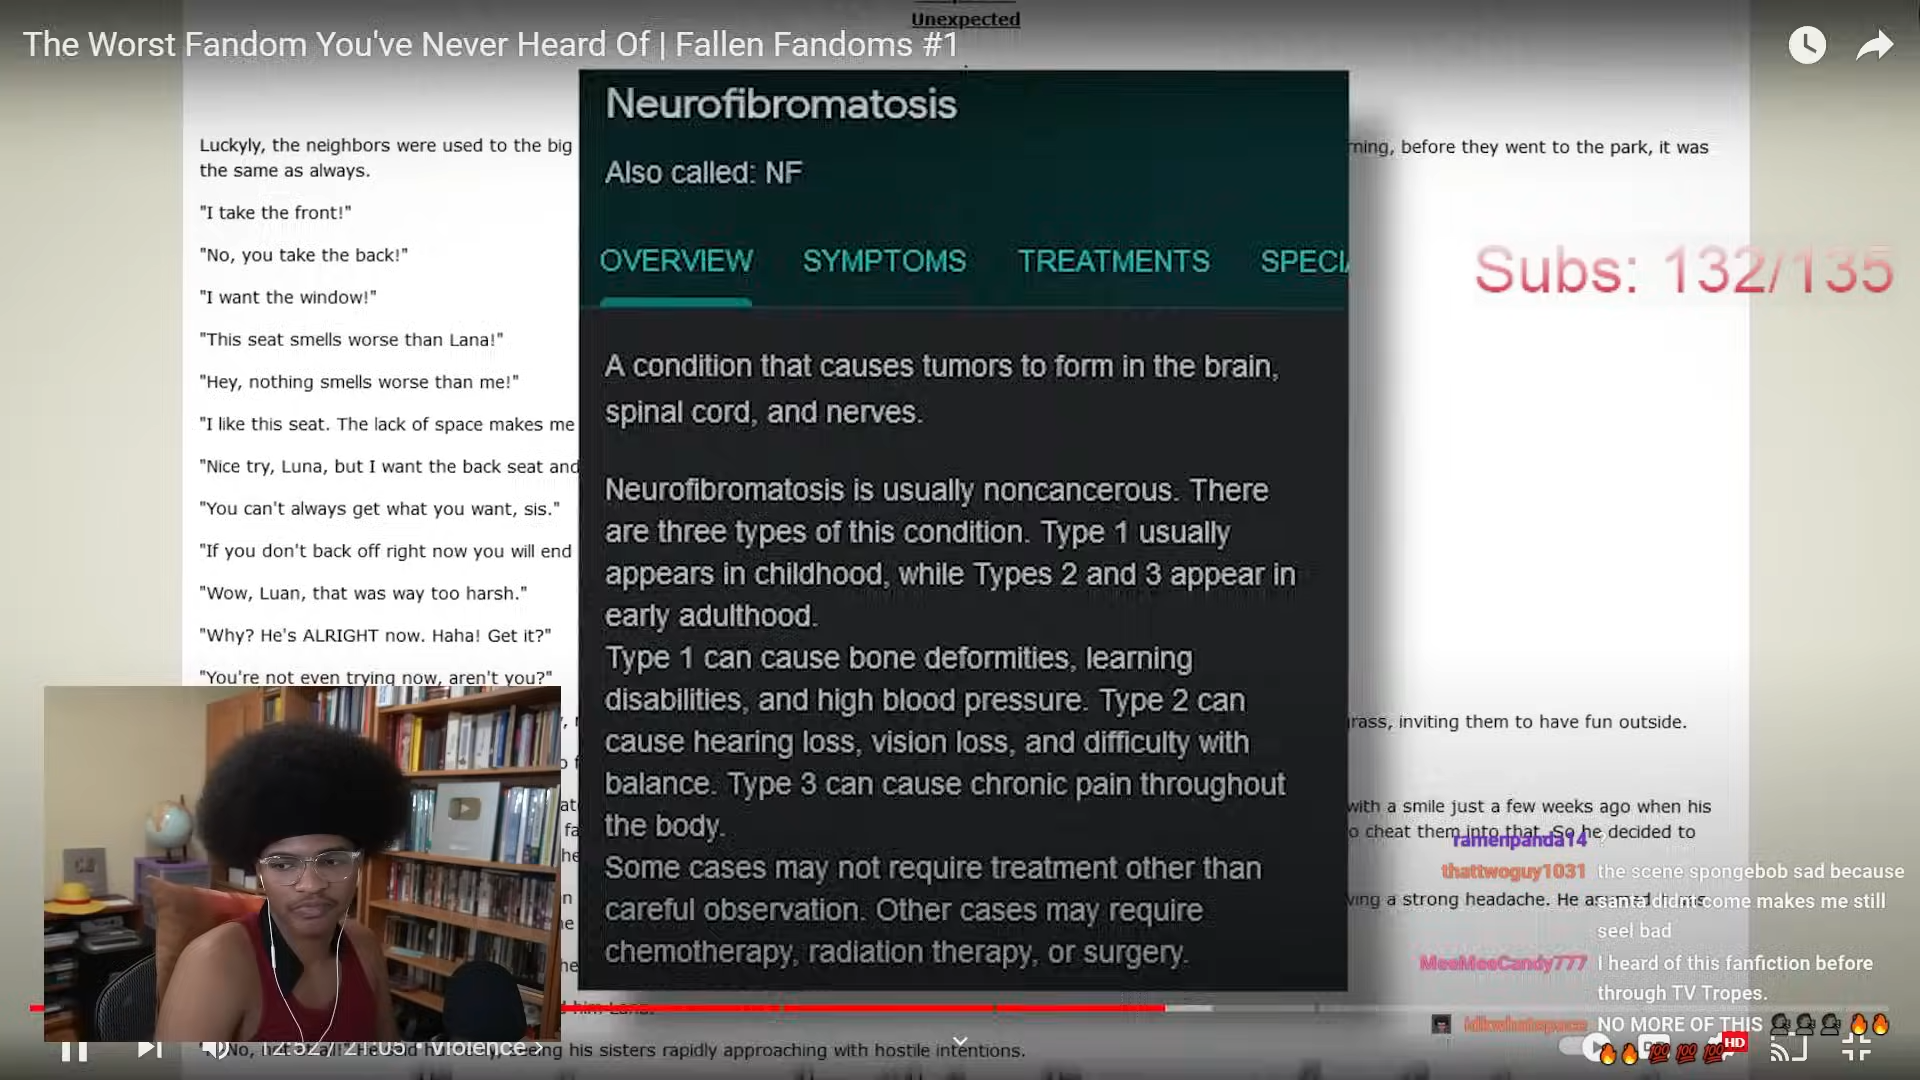 Unexpected
The Worst Fandom You've Never Heard Of | Fallen Fandoms #1
Neurofibromatosis
Also called: NF
OVERVIEW SYMPTOMS TREATMENTS SPECIA
A condition that causes tumors to form in the brain,
spinal cord, and nerves.
Neurofibromatosis is usually noncancerous. There
are three types of this condition. Type 1 usually
appears in childhood, while Types 2 and 3 appear in
early adulthood.
Type 1 can cause bone deformities, learning
disabilities, and high blood pressure. Type 2 can
cause hearing loss, vision loss, and difficulty with
balance. Type 3 can cause chronic pain throughout
the body.
Some cases may not require treatment other than
careful observation. Other cases may require
chemotherapy, radiation therapy, or surgery.
Luckyly, the neighbors were used to the big
rning, before they went to the park, it was
the same as always.
"I take the front!"
"No, you take the back!"
"I want the window!"
"This seat smells worse than Lana!"
"Hey, nothing smells worse than me!"
"I like this seat. The lack of space makes me
"Nice try, Luna, but I want the back seat and
"You can't always get what you want, sis."
"If you don't back off right now you will end
"Wow, Luan, that was way too harsh."
"Why? He's ALRIGHT now. Haha! Get it?"
"You're not even trying now, aren't you?"
rass, inviting them to have fun outside.
with a smile just a few weeks ago when his
o cheat them into that. So he decided to
ving a strong headache. He
seeing his sisters rapidly approaching with hostile intentions.
Subs: 132/135
ramenpanda14 ?
thattwoguy1031 the scene spongebob sad because
santa didnt come makes me still
seel bad
MeeMeeCandy777 I heard of this fanfiction before
through TV Tropes.
idkwhatspace NO MORE OF THIS
12:52 / 21:05 • Violence >
HD